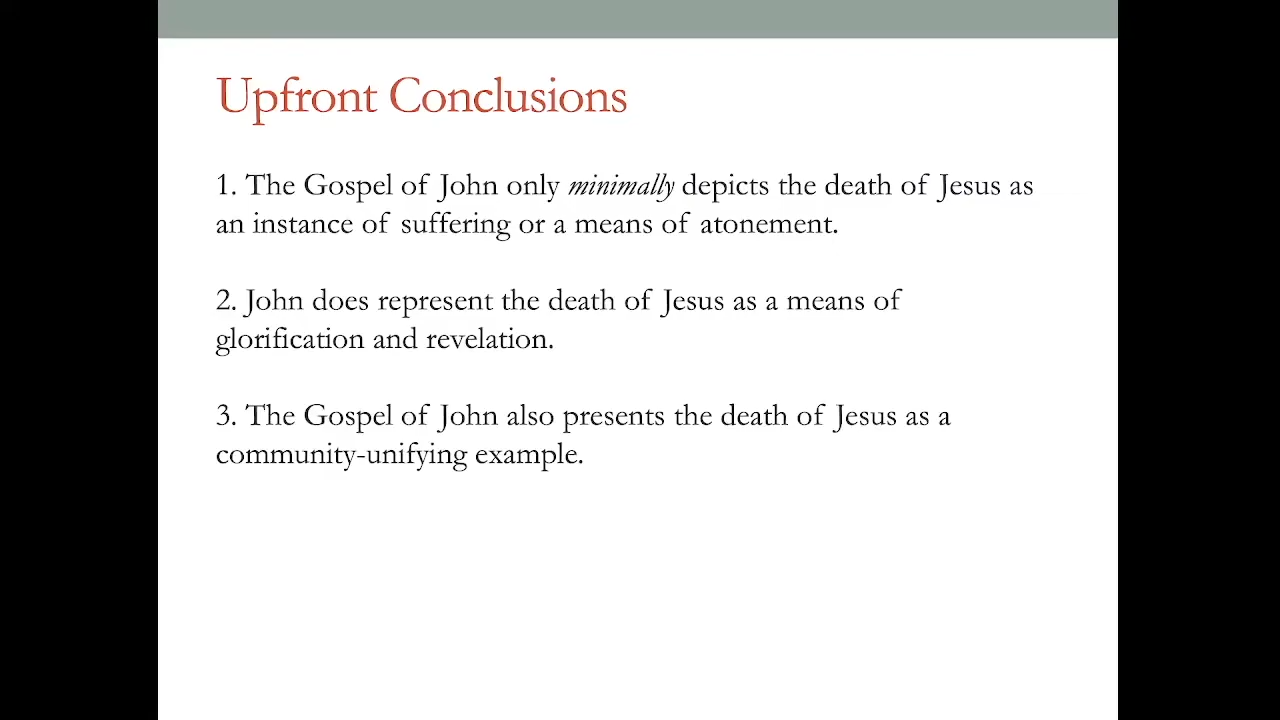 Upfront Conclusions
1. The Gospel of John only minimally depicts the death of Jesus as
an instance of suffering or a means of atonement.
2. John does represent the death of Jesus as a means of
glorification and revelation.
3. The Gospel of John also presents the death of Jesus as a
community-unifying example.